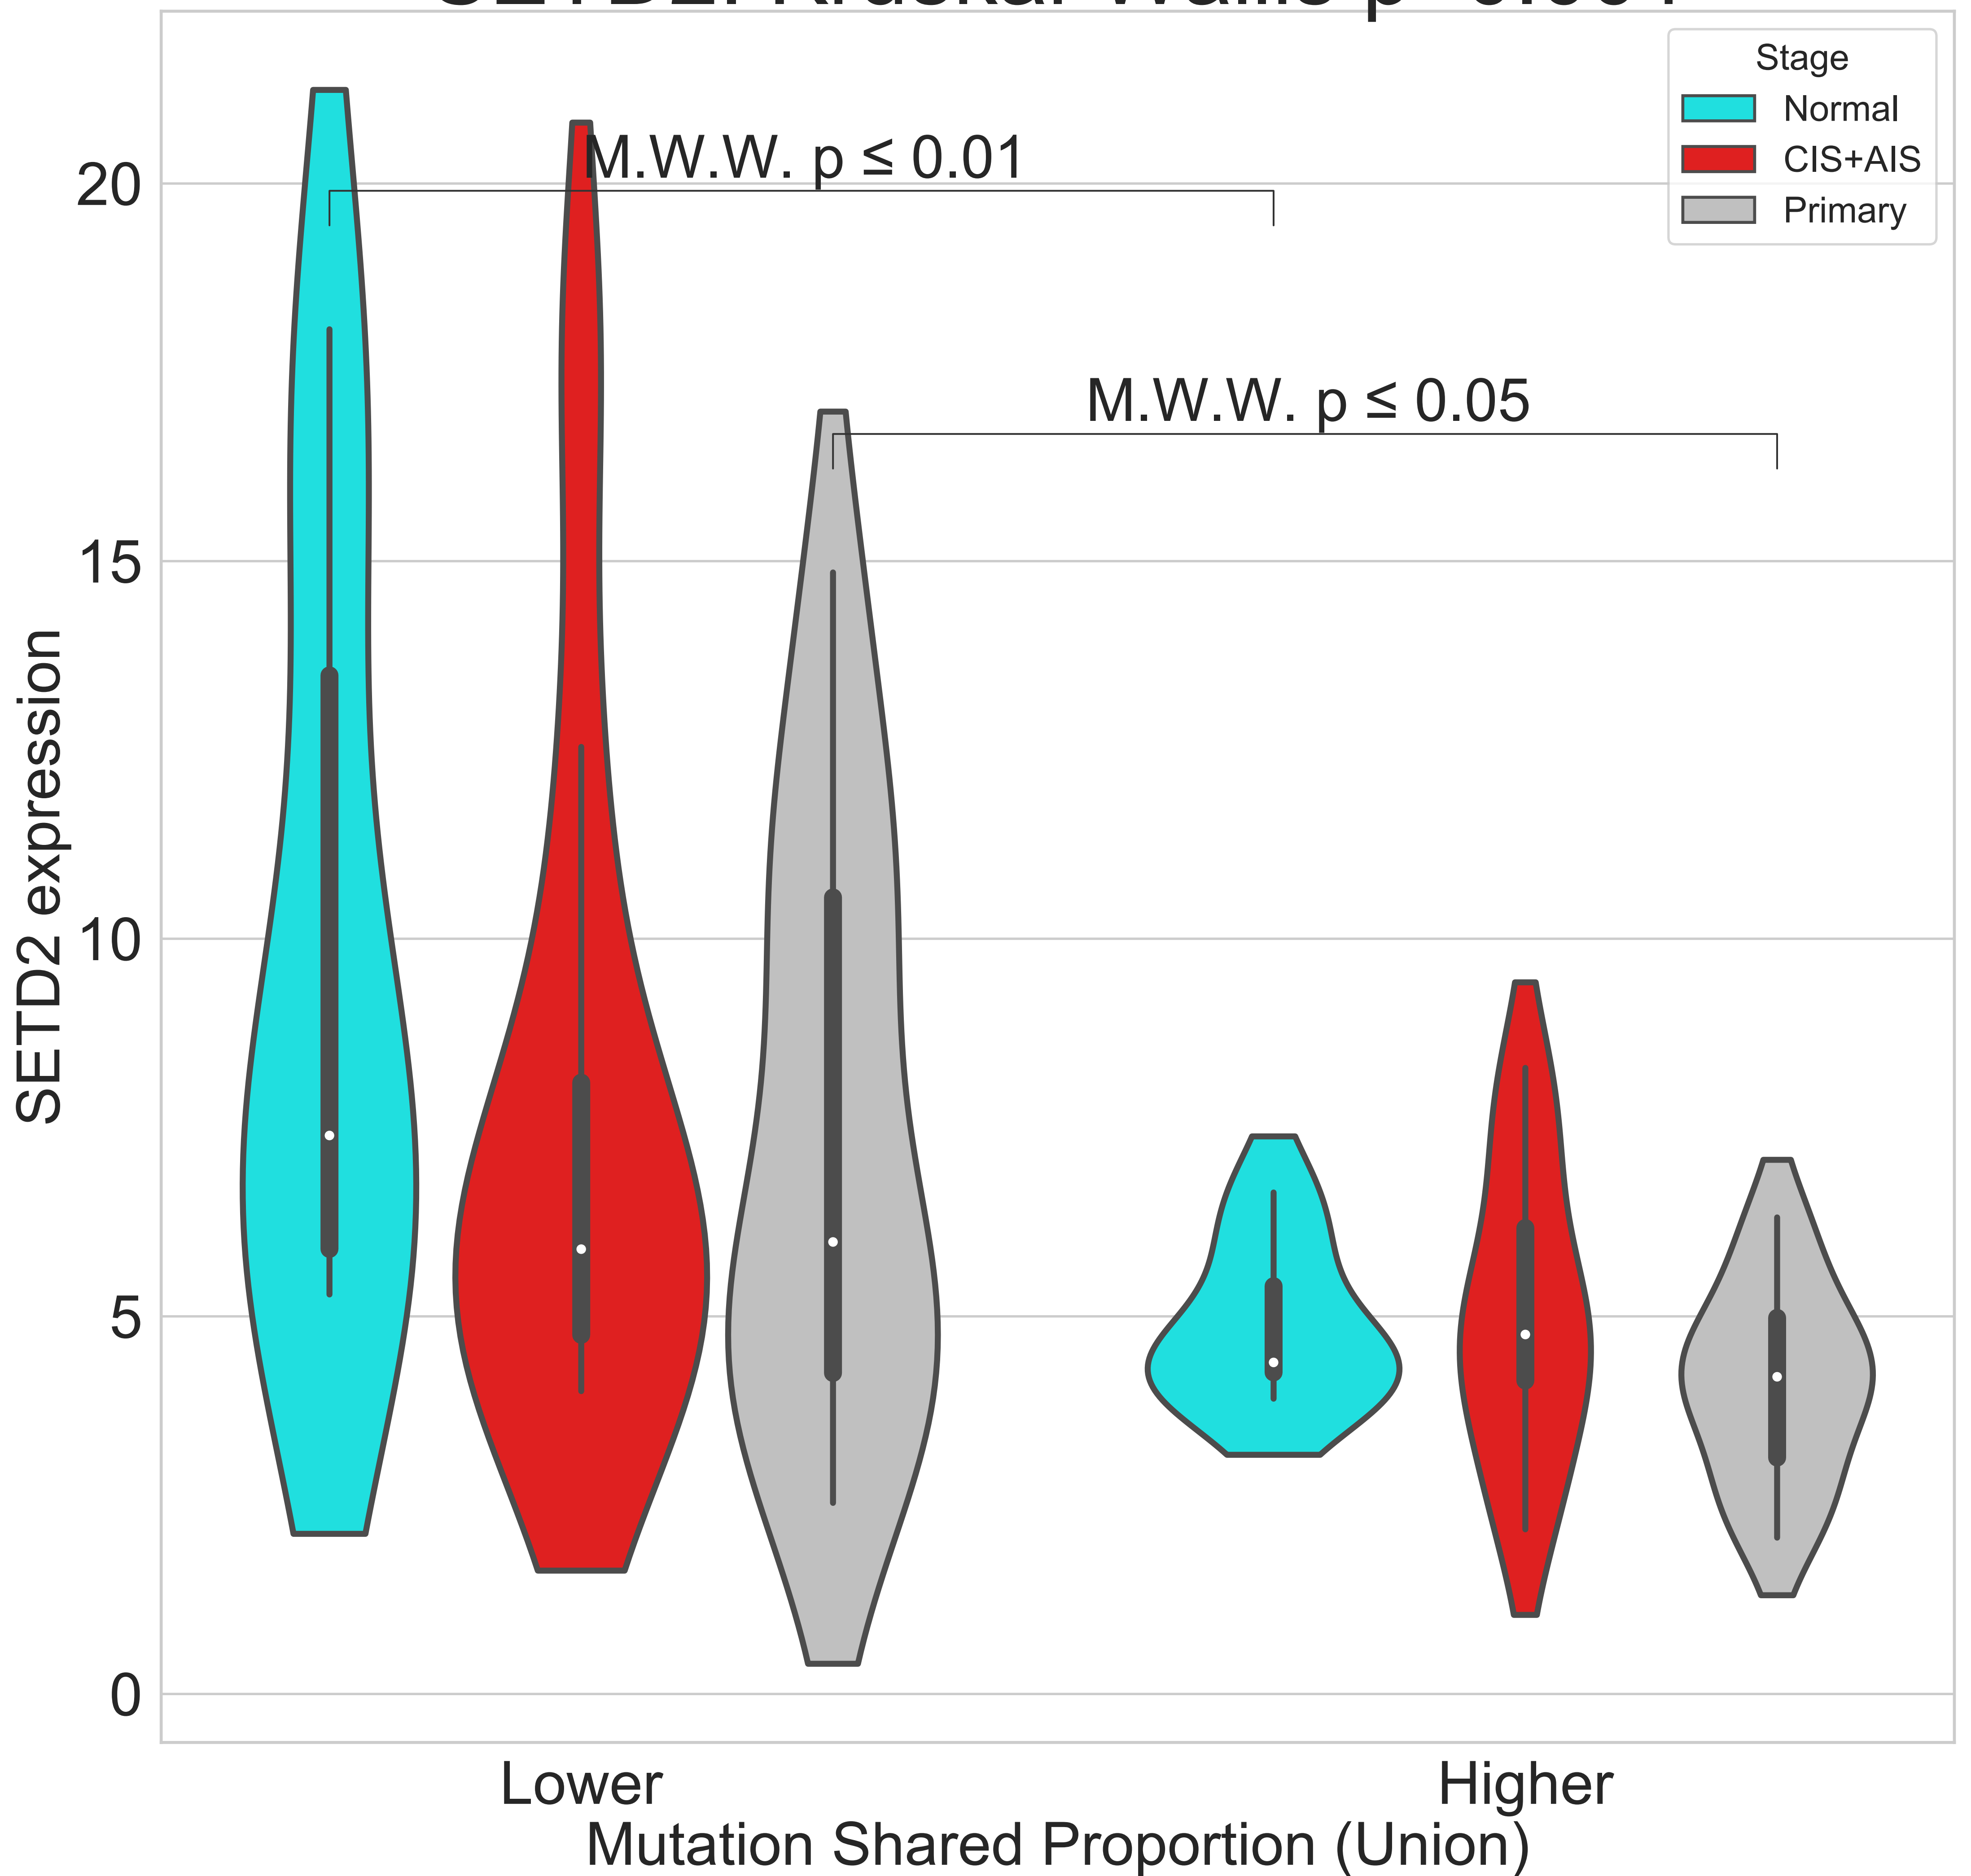 Stage
Normal
CIS+AIS
Primary
M.W.W. p ≤ 0.01
M.W.W. p ≤ 0.05
20
15
10
5
0
SETD2 expression
Lower
Higher
Mutation Shared Proportion (Union)